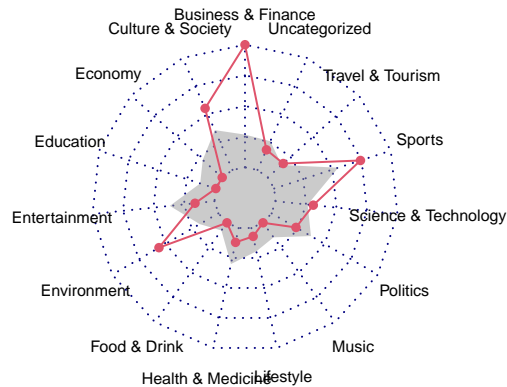 Business & Finance
Culture & Society
Uncategorized
Economy
Travel & Tourism
Education
Sports
Entertainment
Science & Technology
Environment
Politics
Food & Drink
Music
Health & Medicine
Lifestyle